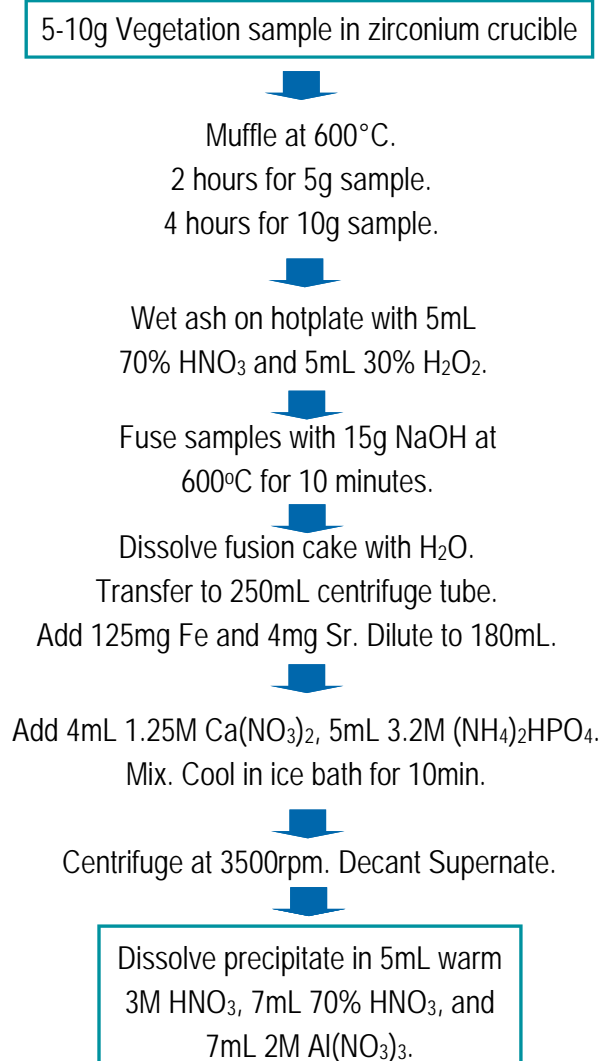 5-10g Vegetation sample in zirconium crucible
Muffle at 600°C.
2 hours for 5g sample.
4 hours for 10g sample.
Wet ash on hotplate with 5mL
70% HNO₃ and 5mL 30% H₂O₂.
Fuse samples with 15g NaOH at
600ºC for 10 minutes.
Dissolve fusion cake with H₂O.
Transfer to 250mL centrifuge tube.
Add 125mg Fe and 4mg Sr. Dilute to 180mL.
Add 4mL 1.25M Ca(NO₃)₂, 5mL 3.2M (NH₄)₂HPO₄.
Mix. Cool in ice bath for 10min.
Centrifuge at 3500rpm. Decant Supernate.
Dissolve precipitate in 5mL warm
3M HNO₃, 7mL 70% HNO₃, and
7mL 2M Al(NO₃)₃.